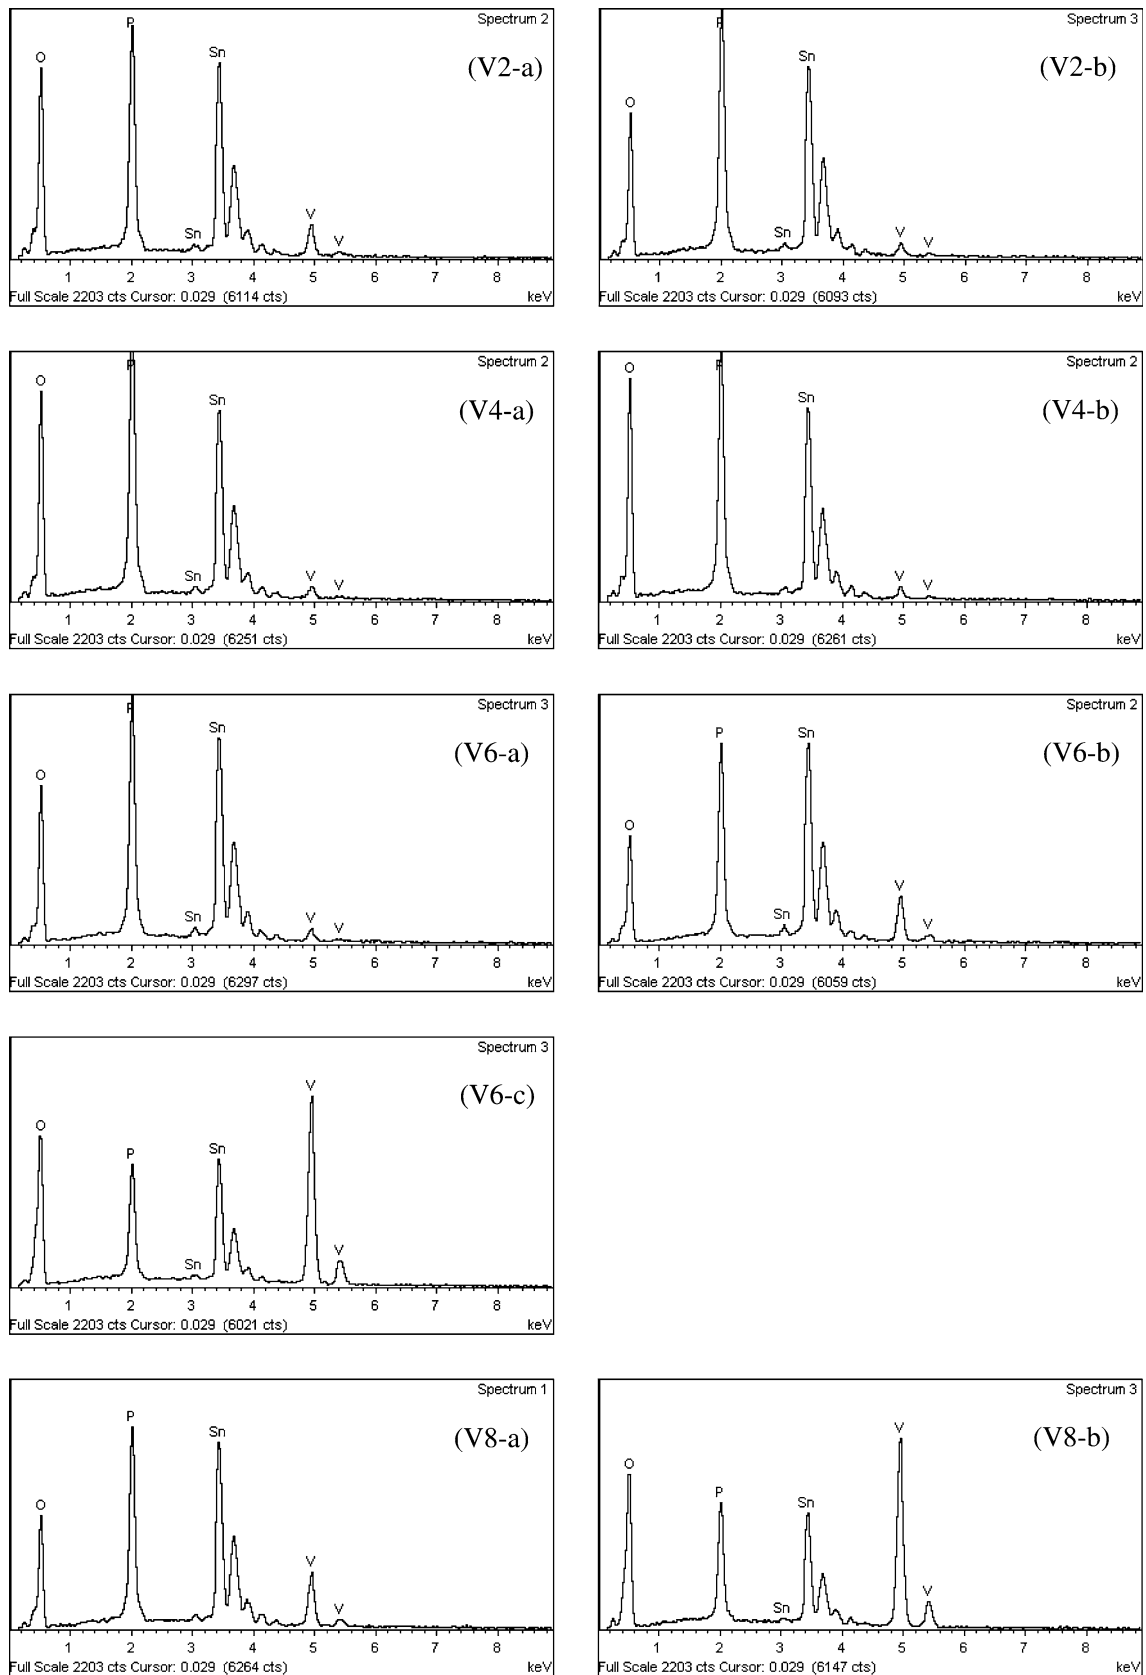 Spectrum 2
P
O
Sn
(V2-a)
Sn
V
V
1 2 3 4 5 6 7 8
Full Scale 2203 cts Cursor: 0.029 (6114 cts) keV
Spectrum 3
P
Sn
(V2-b)
O
Sn
V
V
1 2 3 4 5 6 7 8
Full Scale 2203 cts Cursor: 0.029 (6093 cts) keV
Spectrum 2
P
O
Sn
(V4-a)
Sn
V
V
1 2 3 4 5 6 7 8
Full Scale 2203 cts Cursor: 0.029 (6251 cts) keV
Spectrum 2
P
O
Sn
(V4-b)
V
V
1 2 3 4 5 6 7 8
Full Scale 2203 cts Cursor: 0.029 (6261 cts) keV
Spectrum 3
P
Sn
(V6-a)
O
Sn
V
V
1 2 3 4 5 6 7 8
Full Scale 2203 cts Cursor: 0.029 (6297 cts) keV
Spectrum 2
P
Sn
(V6-b)
O
Sn
V
V
1 2 3 4 5 6 7 8
Full Scale 2203 cts Cursor: 0.029 (6059 cts) keV
Spectrum 3
V
(V6-c)
O
P
Sn
Sn
V
1 2 3 4 5 6 7 8
Full Scale 2203 cts Cursor: 0.029 (6021 cts) keV
Spectrum 1
P
Sn
(V8-a)
O
V
V
1 2 3 4 5 6 7 8
Full Scale 2203 cts Cursor: 0.029 (6264 cts) keV
Spectrum 3
V
(V8-b)
O
P
Sn
Sn
V
1 2 3 4 5 6 7 8
Full Scale 2203 cts Cursor: 0.029 (6147 cts) keV